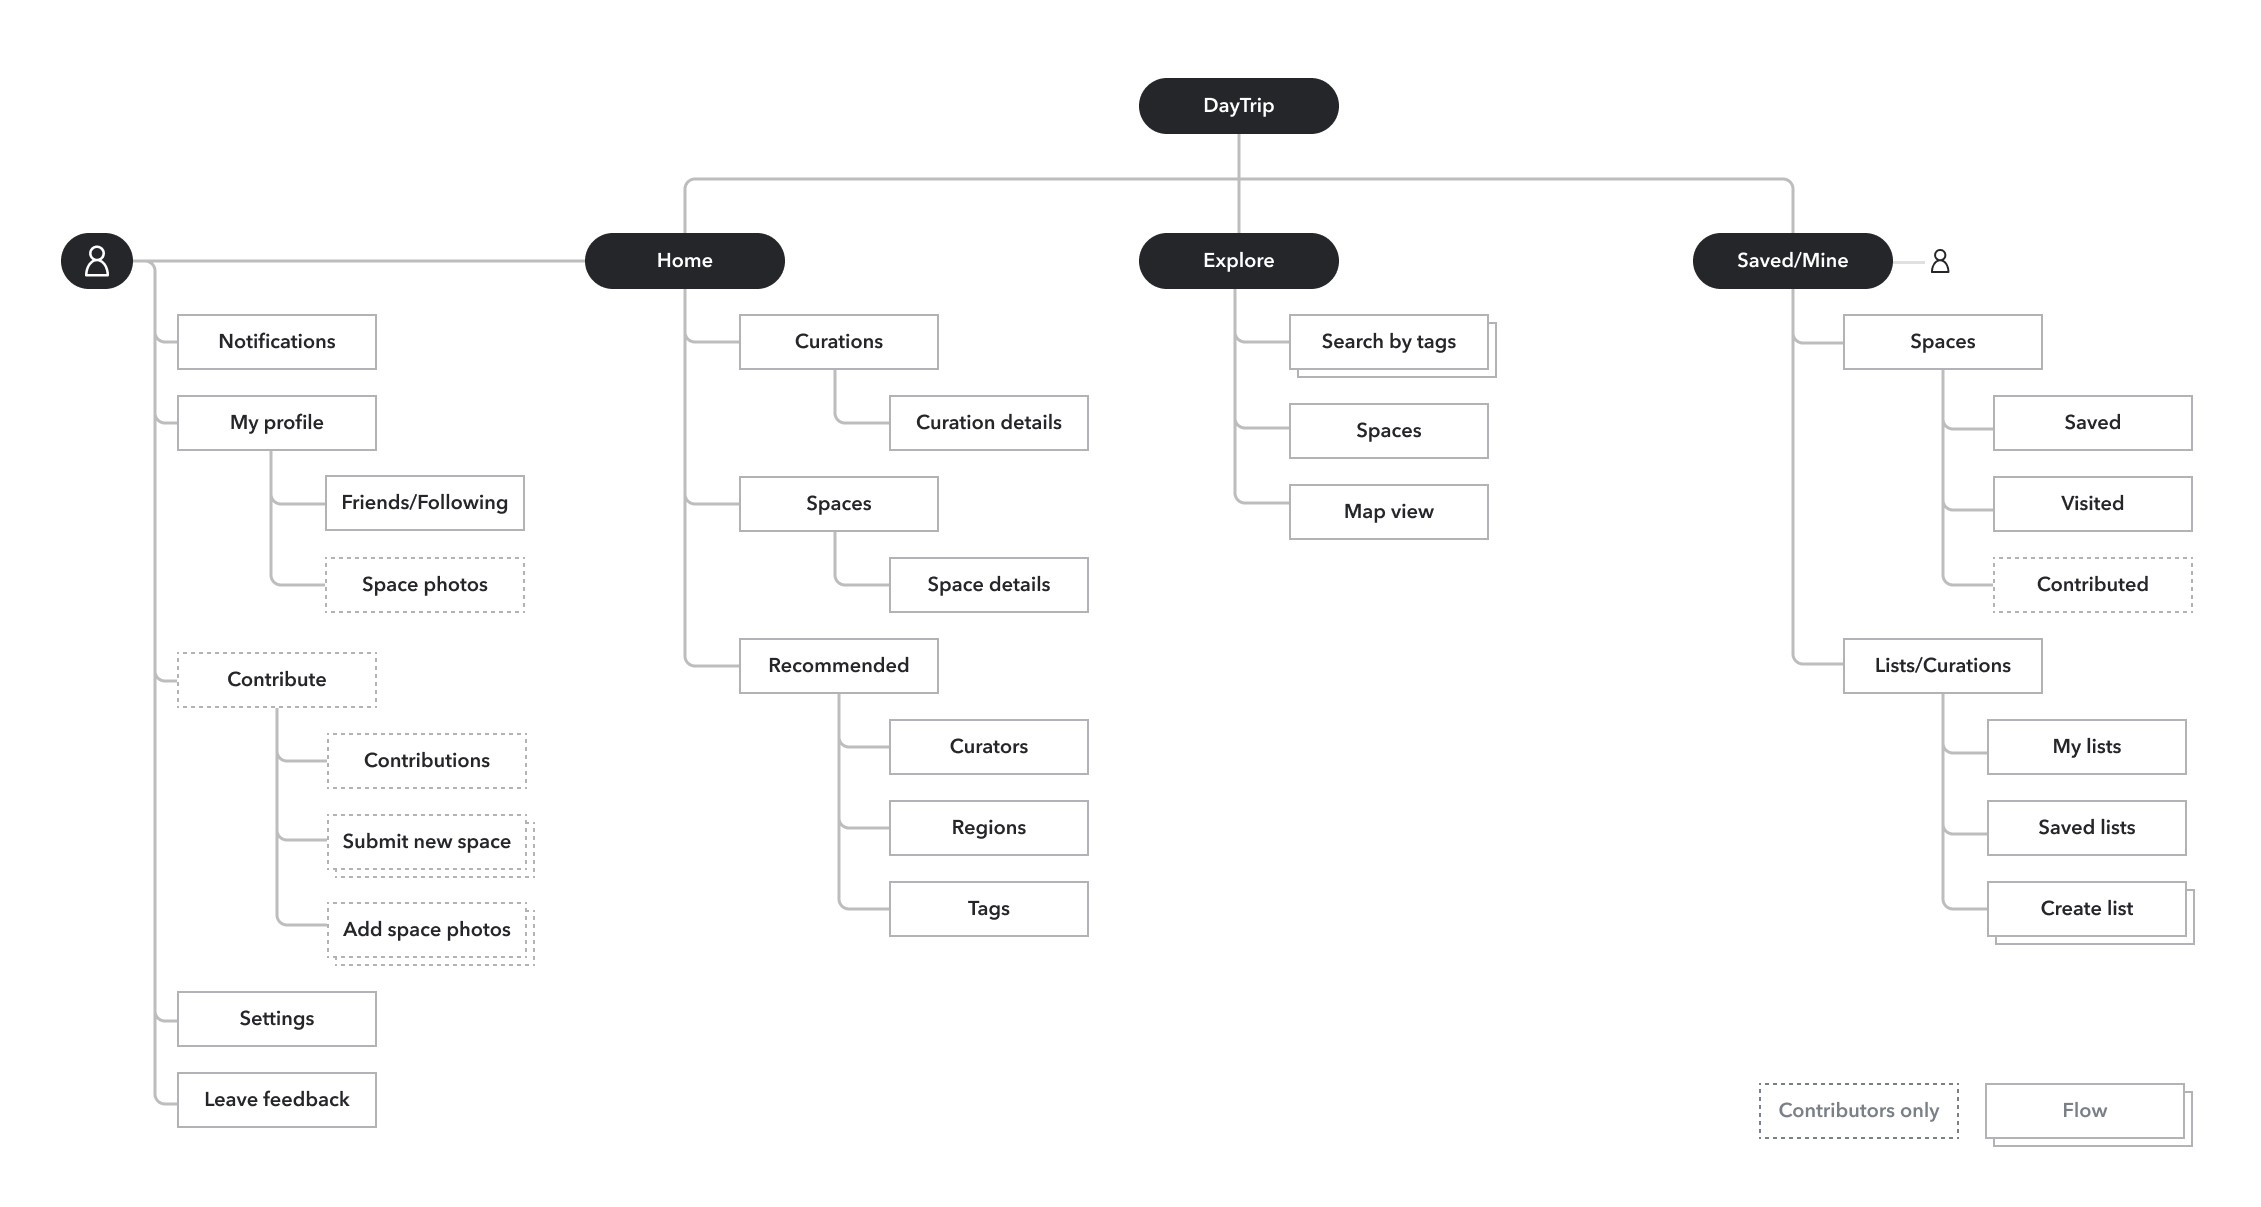 DayTrip
Home
Explore
Saved/Mine
Notifications
My profile
Friends/Following
Space photos
Contribute
Contributions
Submit new space
Add space photos
Settings
Leave feedback
Curations
Curation details
Spaces
Space details
Recommended
Curators
Regions
Tags
Search by tags
Spaces
Map view
Spaces
Saved
Visited
Contributed
Lists/Curations
My lists
Saved lists
Create list
Contributors only
Flow